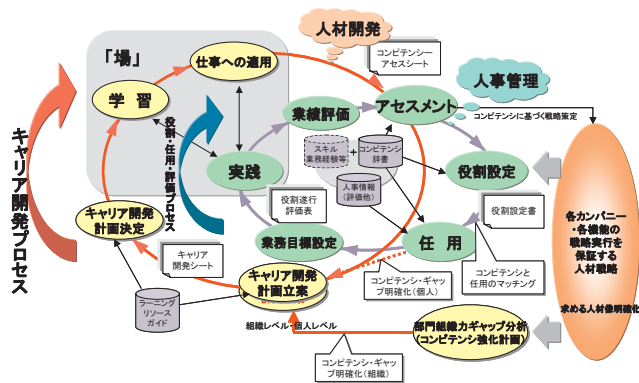 人材開発
「場」
仕事への適用
コンピテンシー
アセスシート
学 習
人事管理
業績評価
アセスメント
コンピテンシに基づく戦略策定
キャリア開発プロセス
役割・任用・評価プロセス
スキル
業務経験等
+
コンピテンシ
辞書
実践
役割設定
人事情報
(評価他)
役割遂行
評価表
キャリア開発
計画決定
役割設定書
各カンパニー
・各機能の
戦略実行を
保証する
人材戦略
業務目標設定
任 用
キャリア
開発シート
キャリア開発
計画立案
コンピテンシ・ギャッ
プ明確化(個人)
コンピテンシと
任用のマッチング
ラーニング
リソース
ガイド
求める人材像明確化
組織レベル・個人レベル
部門組織力ギャップ分析
(コンピテンシ強化計画)
コンピテンシ・ギャッ
プ明確化(組織)